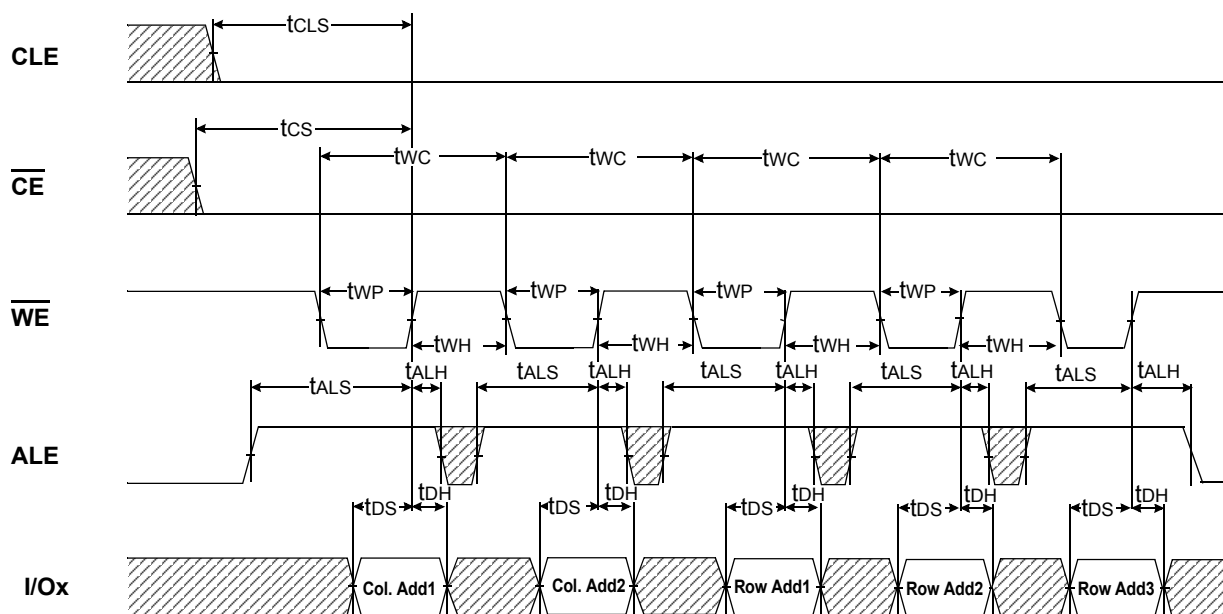 CLE
tCLS
CE
tCS
tWC tWC tWC tWC
WE
tWP tWP tWP tWP
tWH tWH tWH tWH
ALE
tALS tALH tALS tALH tALS tALH tALS tALH tALS tALH
I/Ox
tDS tDH tDS tDH tDS tDH tDS tDH tDS tDH
Col. Add1 Col. Add2 Row Add1 Row Add2 Row Add3